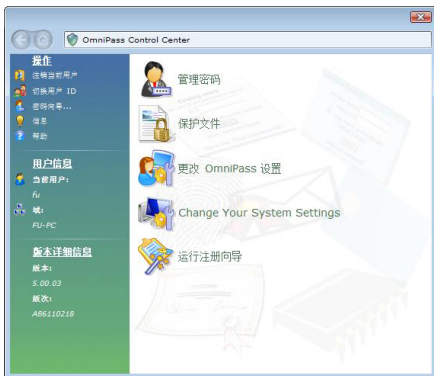 OmniPass Control Center
操作
注销当前用户
切换用户 ID
密码向导...
信息
帮助
用户信息
当前用户:
fu
域:
FU-PC
版本详细信息
版本:
5.00.03
版次:
A86110218
管理密码
保护文件
更改 OmniPass 设置
Change Your System Settings
运行注册向导